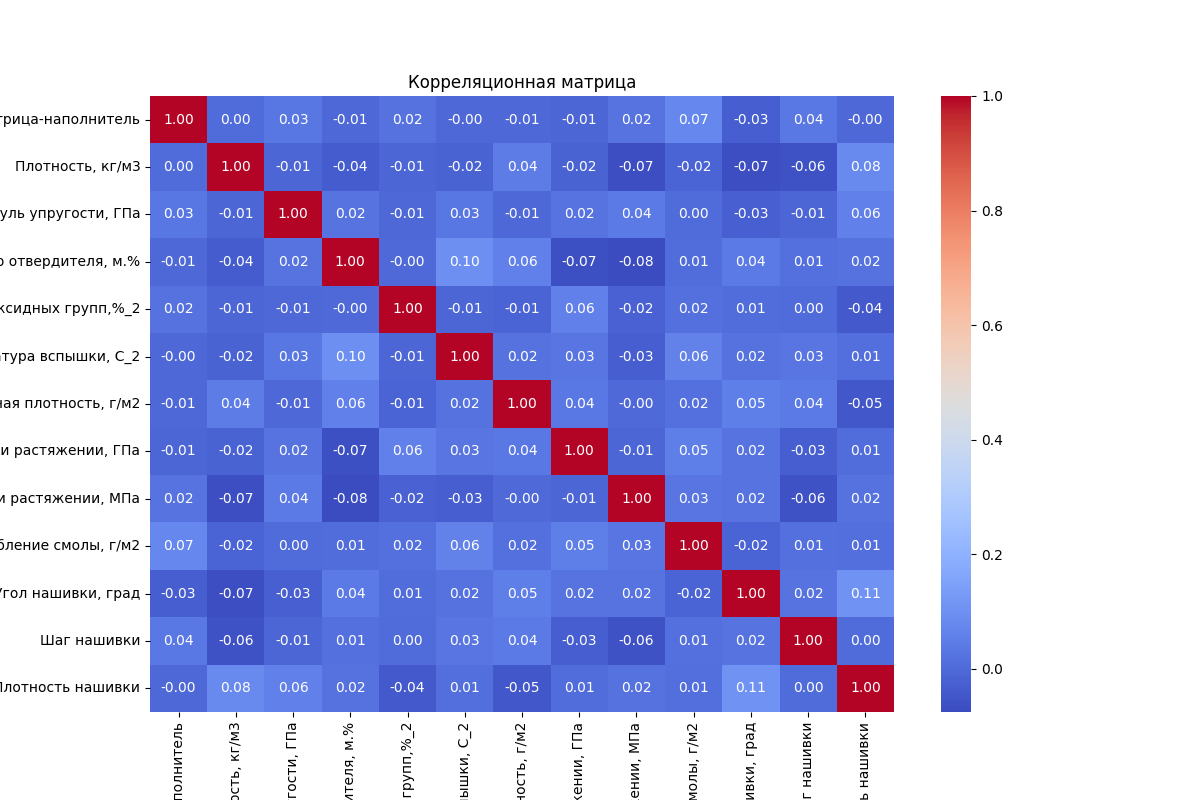 Корреляционная матрица
трица-наполнитель 1.00 0.00 0.03 -0.01 0.02 -0.00 -0.01 -0.01 0.02 0.07 -0.03 0.04 -0.00
Плотность, кг/м3 0.00 1.00 -0.01 -0.04 -0.01 -0.02 0.04 -0.02 -0.07 -0.02 -0.07 -0.06 0.08
уль упругости, ГПа 0.03 -0.01 1.00 0.02 -0.01 0.03 -0.01 0.02 0.04 0.00 -0.03 -0.01 0.06
о отвердителя, м.% -0.01 -0.04 0.02 1.00 -0.00 0.10 0.06 -0.07 -0.08 0.01 0.04 0.01 0.02
ксидных групп,%_2 0.02 -0.01 -0.01 -0.00 1.00 -0.01 -0.01 0.06 -0.02 0.02 0.01 0.00 -0.04
атура вспышки, С_2 -0.00 -0.02 0.03 0.10 -0.01 1.00 0.02 0.03 -0.03 0.06 0.02 0.03 0.01
ная плотность, г/м2 -0.01 0.04 -0.01 0.06 -0.01 0.02 1.00 0.04 -0.00 0.02 0.05 0.04 -0.05
и растяжении, ГПа -0.01 -0.02 0.02 -0.07 0.06 0.03 0.04 1.00 -0.01 0.05 0.02 -0.03 0.01
и растяжении, МПа 0.02 -0.07 0.04 -0.08 -0.02 -0.03 -0.00 -0.01 1.00 0.03 0.02 -0.06 0.02
бление смолы, г/м2 0.07 -0.02 0.00 0.01 0.02 0.06 0.02 0.05 0.03 1.00 -0.02 0.01 0.01
Угол нашивки, град -0.03 -0.07 -0.03 0.04 0.01 0.02 0.05 0.02 0.02 -0.02 1.00 0.02 0.11
Шаг нашивки 0.04 -0.06 -0.01 0.01 0.00 0.03 0.04 -0.03 -0.06 0.01 0.02 1.00 0.00
Плотность нашивки -0.00 0.08 0.06 0.02 -0.04 0.01 -0.05 0.01 0.02 0.01 0.11 0.00 1.00
полнитель
ость, кг/м3
угости, ГПа
ителя, м.%
групп,%_2
ышки, С_2
ность, г/м2
жении, ГПа
ении, МПа
молы, г/м2
ивки, град
г нашивки
ь нашивки
1.0
0.8
0.6
0.4
0.2
0.0